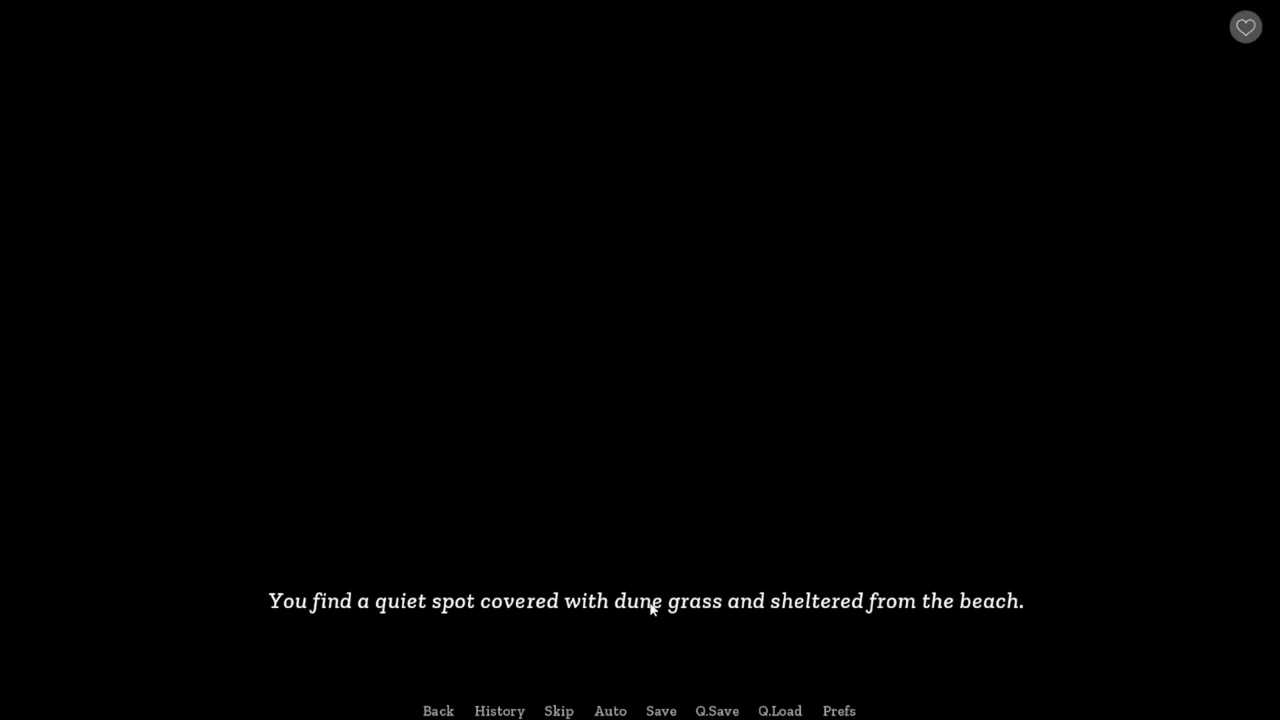 You find a quiet spot covered with dune grass and sheltered from the beach.
Back History Skip Auto Save Q.Save Q.Load Prefs